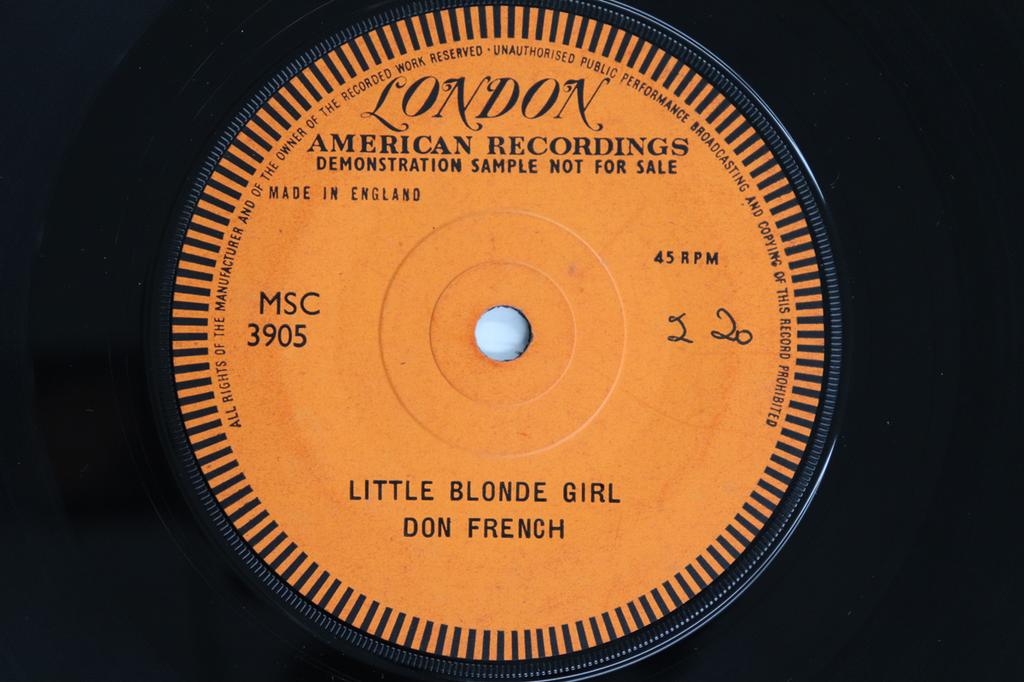 ALL RIGHTS OF THE MANUFACTURER AND OF THE OWNER OF THE RECORDED WORK RESERVED · UNAUTHORISED PUBLIC PERFORMANCE BROADCASTING AND COPYING OF THIS RECORD PROHIBITED
LONDON
AMERICAN RECORDINGS
DEMONSTRATION SAMPLE NOT FOR SALE
MADE IN ENGLAND
45 RPM
MSC
3905
2 20
LITTLE BLONDE GIRL
DON FRENCH